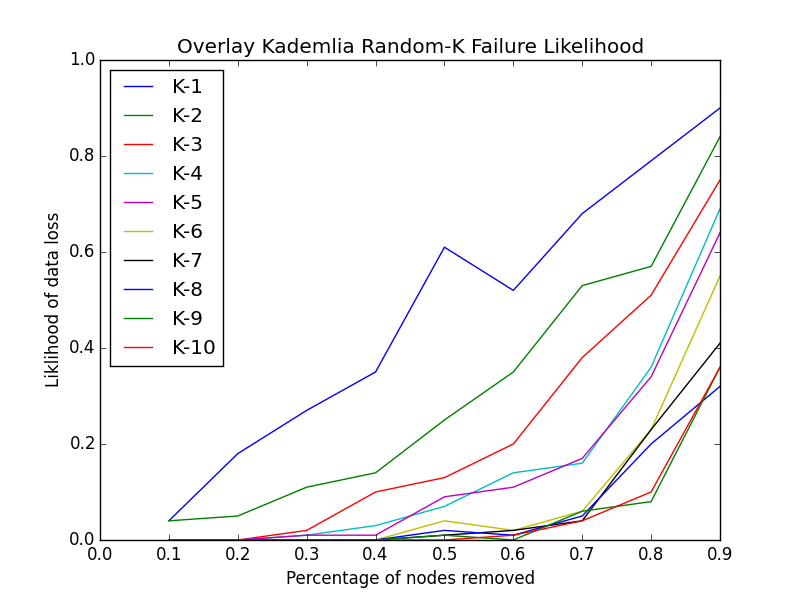 Overlay Kademlia Random-K Failure Likelihood
1.0
0.8
0.6
0.4
0.2
0.0
Liklihood of data loss
K-1
K-2
K-3
K-4
K-5
K-6
K-7
K-8
K-9
K-10
0.0 0.1 0.2 0.3 0.4 0.5 0.6 0.7 0.8 0.9
Percentage of nodes removed